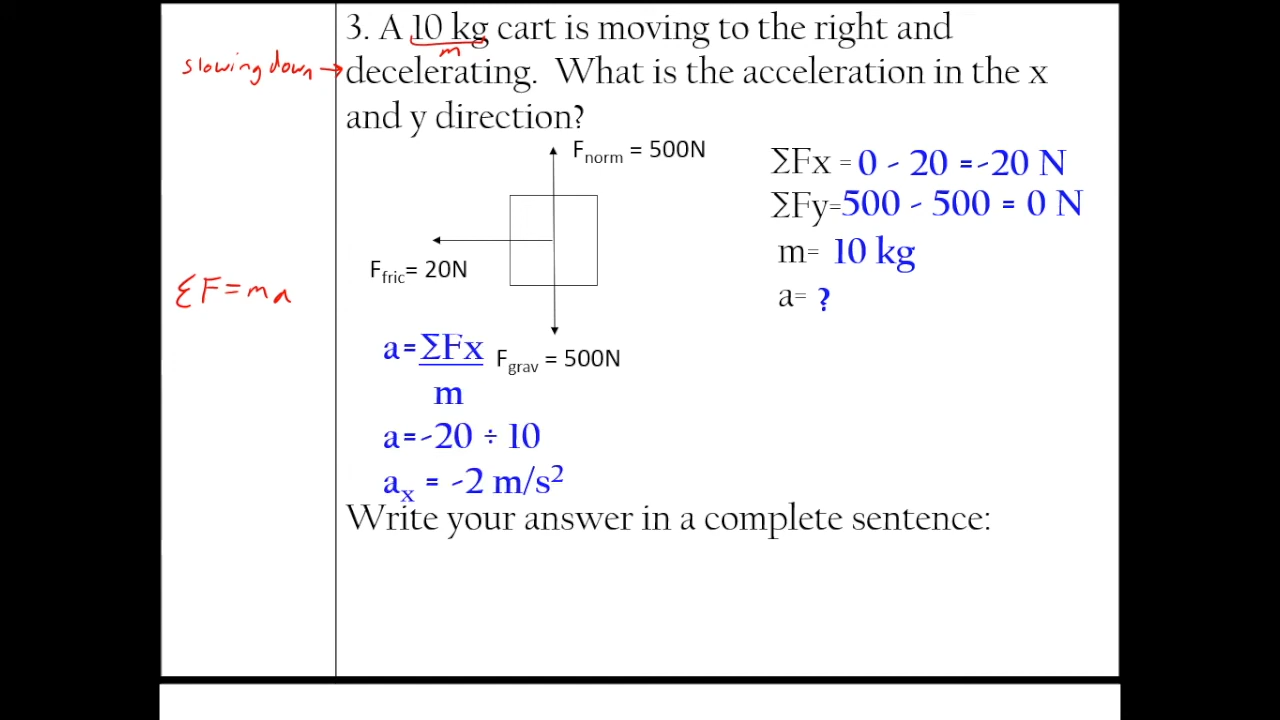 3. A 10 kg cart is moving to the right and
m
slowing down → decelerating. What is the acceleration in the x
and y direction?
Fnorm = 500N
ΣFx = 0 - 20 = -20 N
ΣFy= 500 - 500 = 0 N
m= 10 kg
Ffric= 20N
a= ?
ΣF = ma
a= ΣFx
m
Fgrav = 500N
a= -20 ÷ 10
ax = -2 m/s²
Write your answer in a complete sentence: